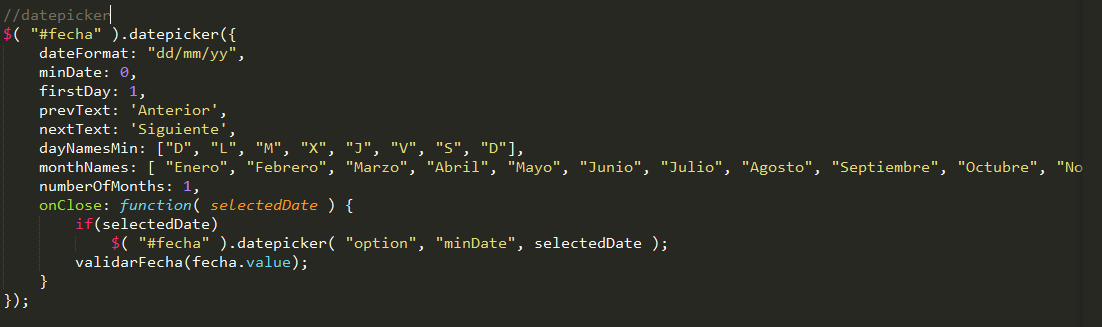 //datepicker
$( "#fecha" ).datepicker({
    dateFormat: "dd/mm/yy",
    minDate: 0,
    firstDay: 1,
    prevText: 'Anterior',
    nextText: 'Siguiente',
    dayNamesMin: ["D", "L", "M", "X", "J", "V", "S", "D"],
    monthNames: [ "Enero", "Febrero", "Marzo", "Abril", "Mayo", "Junio", "Julio", "Agosto", "Septiembre", "Octubre", "No
    numberOfMonths: 1,
    onClose: function( selectedDate ) {
        if(selectedDate)
            $( "#fecha" ).datepicker( "option", "minDate", selectedDate );
        validarFecha(fecha.value);
    }
});